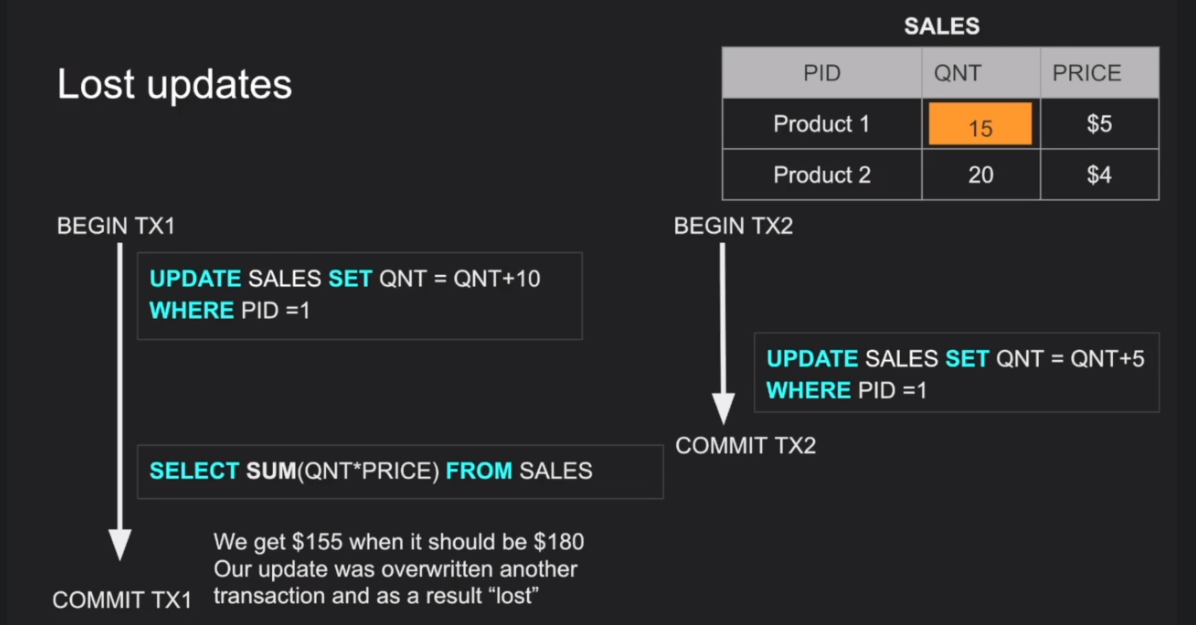 Lost updates
SALES
PID QNT PRICE
Product 1 15 $5
Product 2 20 $4
BEGIN TX1
UPDATE SALES SET QNT = QNT+10
WHERE PID =1
SELECT SUM(QNT*PRICE) FROM SALES
We get $155 when it should be $180
Our update was overwritten another
transaction and as a result “lost”
COMMIT TX1
BEGIN TX2
UPDATE SALES SET QNT = QNT+5
WHERE PID =1
COMMIT TX2